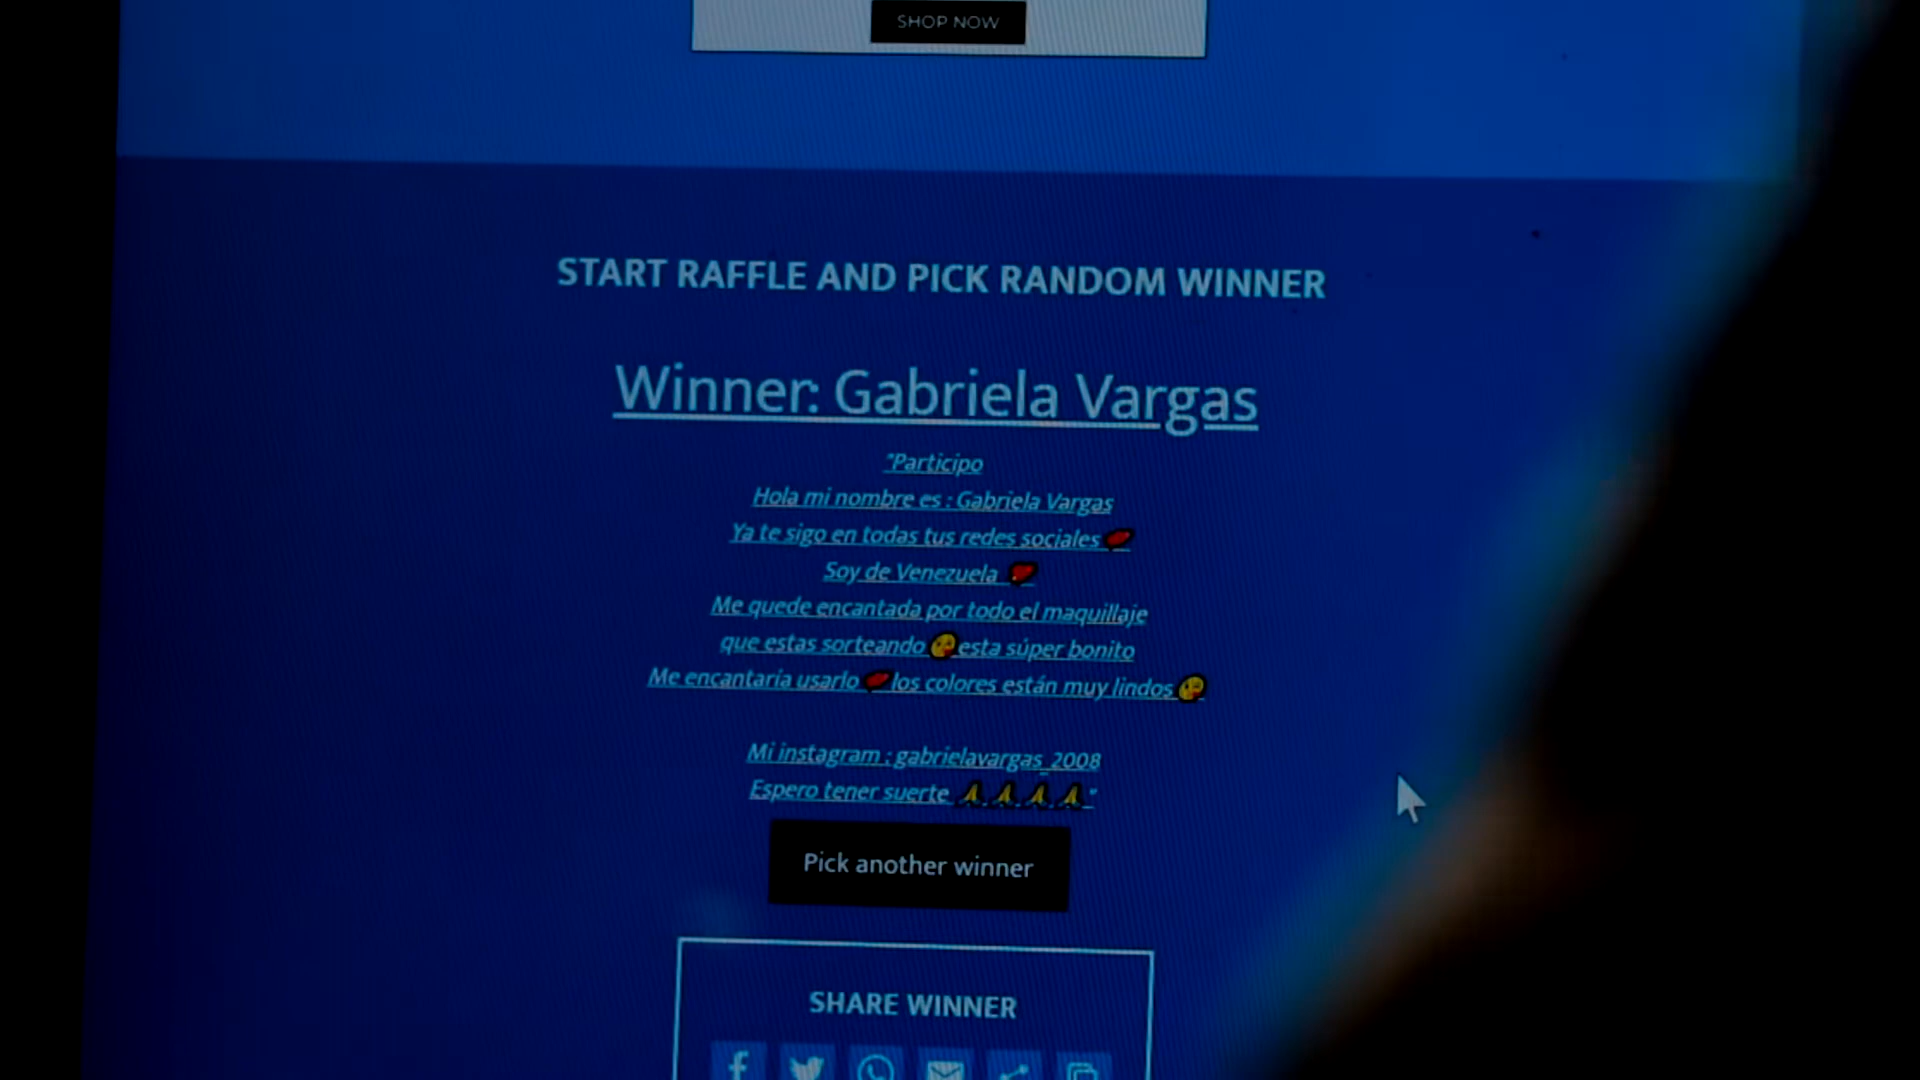 SHOP NOW
START RAFFLE AND PICK RANDOM WINNER
Winner: Gabriela Vargas
"Participo
Hola mi nombre es : Gabriela Vargas
Ya te sigo en todas tus redes sociales💋
Soy de Venezuela ❤️
Me quede encantada por todo el maquillaje
que estas sorteando😘esta súper bonito
Me encantaría usarlo💋los colores están muy lindos😘
Mi instagram : gabrielavargas_2008
Espero tener suerte 🙏🙏🙏🙏"
Pick another winner
SHARE WINNER